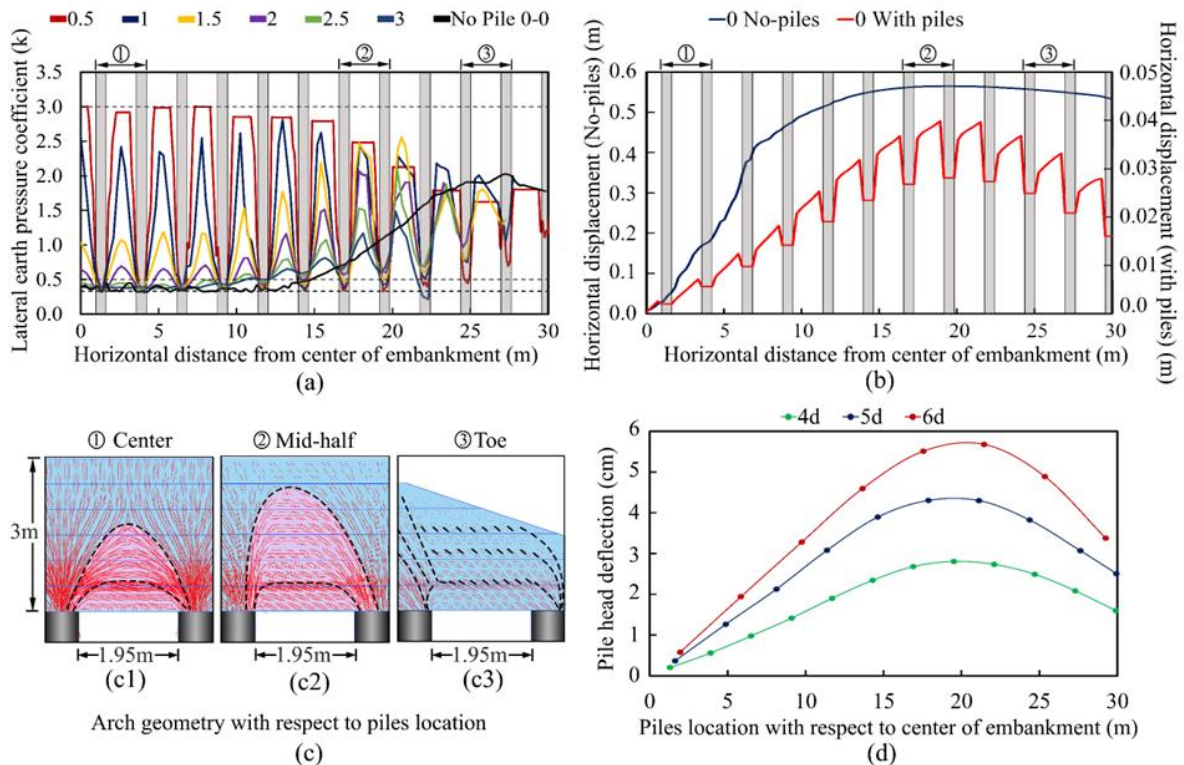 0.5 1 1.5 2 2.5 3 No Pile 0-0
① ② ③
Lateral earth pressure coefficient (k)
3.5
3.0
2.5
2.0
1.5
1.0
0.5
0.0
0 5 10 15 20 25 30
Horizontal distance from center of embankment (m)
(a)
0 No-piles 0 With piles
① ② ③
Horizontal displacement (No-piles) (m)
0.6
0.5
0.4
0.3
0.2
0.1
0.0
0.05
0.04
0.03
0.02
0.01
0.00
Horizontal displacement (with piles) (m)
0 5 10 15 20 25 30
Horizontal distance from center of embankment (m)
(b)
① Center ② Mid-half ③ Toe
3m
1.95m 1.95m 1.95m
(c1) (c2) (c3)
Arch geometry with respect to piles location
(c)
4d 5d 6d
Pile head deflection (cm)
6
5
4
3
2
1
0
0 5 10 15 20 25 30
Piles location with respect to center of embankment (m)
(d)